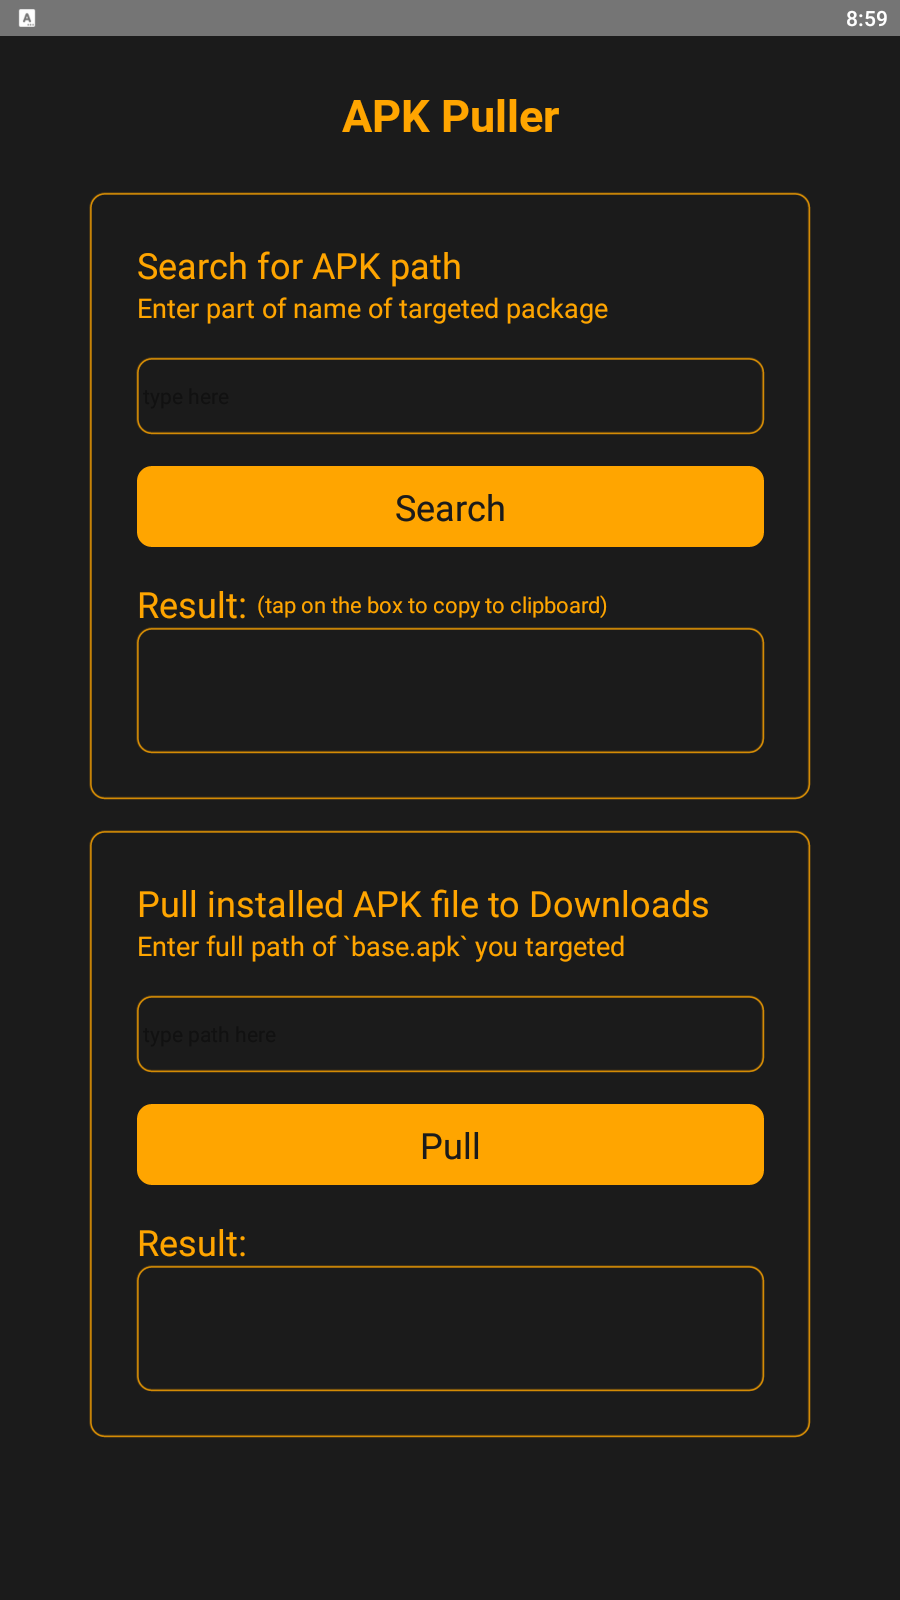 A
8:59
APK Puller
Search for APK path
Enter part of name of targeted package
type here
Search
Result: (tap on the box to copy to clipboard)
Pull installed APK file to Downloads
Enter full path of `base.apk` you targeted
type path here
Pull
Result: